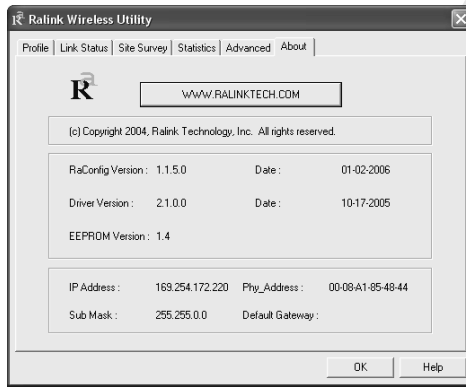 Ralink Wireless Utility
Profile Link Status Site Survey Statistics Advanced About
Ra WWW.RALINKTECH.COM
(c) Copyright 2004, Ralink Technology, Inc. All rights reserved.
RaConfig Version : 1.1.5.0 Date : 01-02-2006
Driver Version : 2.1.0.0 Date : 10-17-2005
EEPROM Version : 1.4
IP Address : 169.254.172.220 Phy_Address : 00-08-A1-85-48-44
Sub Mask : 255.255.0.0 Default Gateway :
OK Help